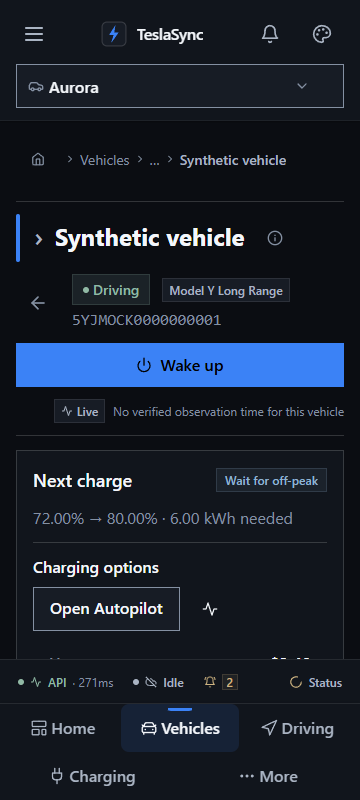 TeslaSync
Aurora
Vehicles ... Synthetic vehicle
Synthetic vehicle
Driving Model Y Long Range
5YJMOCK0000000001
Wake up
Live No verified observation time for this vehicle
Next charge Wait for off-peak
72.00% → 80.00% · 6.00 kWh needed
Charging options
Open Autopilot
API · 271ms Idle 2 Status
Home Vehicles Driving
Charging More